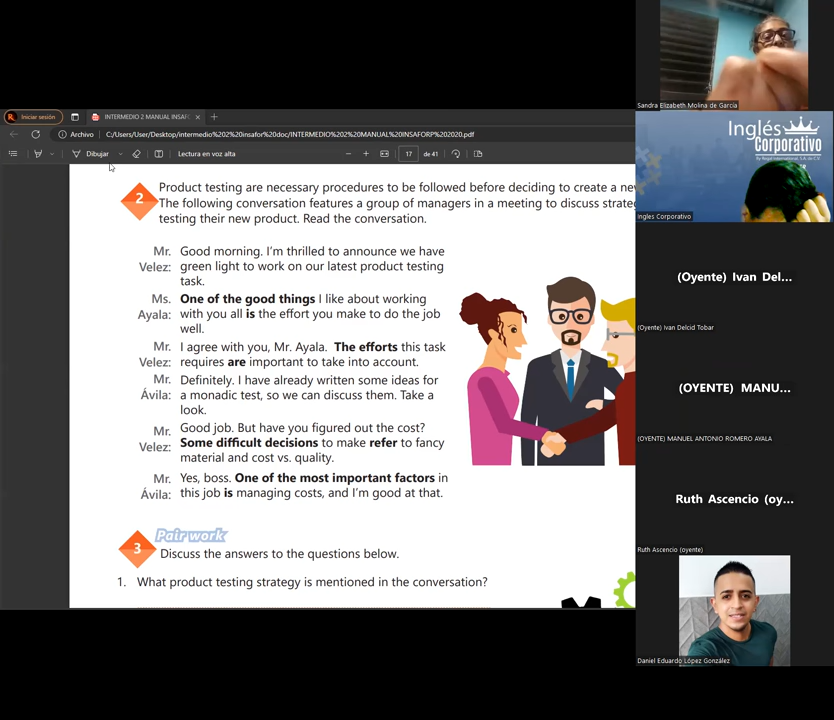 Iniciar sesión
INTERMEDIO 2 MANUAL INSAF
Archivo
C:/Users/User/Desktop/intermedio%202%20insafor%20doc/INTERMEDIO%202%20MANUAL%20INSAFORP%202020.pdf
Dibujar
Lectura en voz alta
17
de 41
2
Product testing are necessary procedures to be followed before deciding to create a ne
The following conversation features a group of managers in a meeting to discuss strate
testing their new product. Read the conversation.
Mr. Good morning. I'm thrilled to announce we have
Velez: green light to work on our latest product testing
task.
Ms. One of the good things I like about working
Ayala: with you all is the effort you make to do the job
well.
Mr. I agree with you, Mr. Ayala. The efforts this task
Velez: requires are important to take into account.
Mr. Definitely. I have already written some ideas for
Ávila: a monadic test, so we can discuss them. Take a
look.
Mr. Good job. But have you figured out the cost?
Velez: Some difficult decisions to make refer to fancy
material and cost vs. quality.
Mr. Yes, boss. One of the most important factors in
Ávila: this job is managing costs, and I'm good at that.
Pair work
3
Discuss the answers to the questions below.
1. What product testing strategy is mentioned in the conversation?
Sandra Elizabeth Molina de García
Inglés
Corporativo
Ingles Corporativo
(Oyente) Ivan Del...
(Oyente) Ivan Delcid Tobar
(OYENTE) MANU...
(OYENTE) MANUEL ANTONIO ROMERO AYALA
Ruth Ascencio (oy...
Ruth Ascencio (oyente)
Daniel Eduardo López González